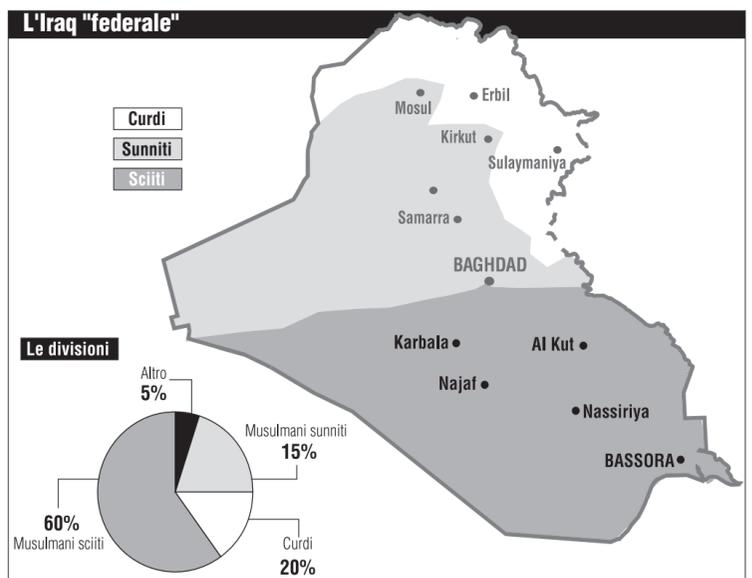 L'Iraq "federale"
Curdi
Sunniti
Sciiti
Mosul
Erbil
Kirkut
Sulaymaniya
Samarra
BAGHDAD
Karbala
Al Kut
Najaf
Nassiriya
BASSORA
Le divisioni
Altro
5%
Musulmani sunniti
15%
60%
Musulmani sciiti
Curdi
20%